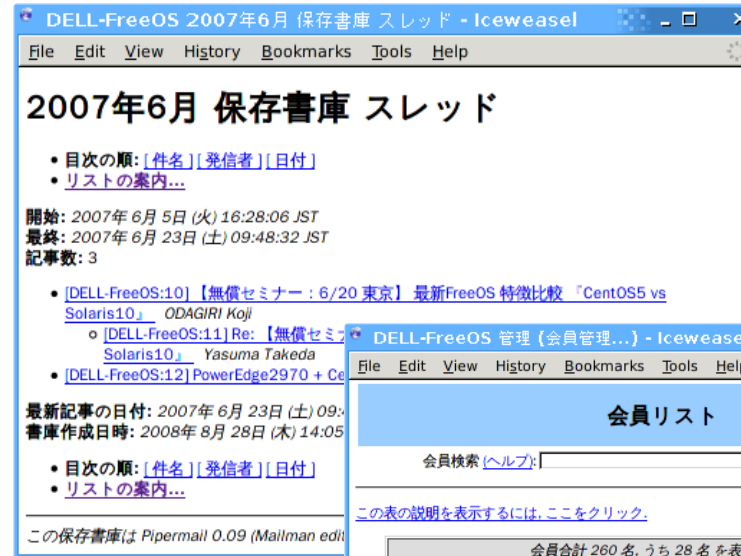 DELL-FreeOS 2007年6月 保存書庫 スレッド - Iceweasel
File Edit View History Bookmarks Tools Help
2007年6月 保存書庫 スレッド
目次の順: [ 件名 ] [ 発信者 ] [ 日付 ]
リストの案内...
開始: 2007年 6月 5日 (火) 16:28:06 JST
最終: 2007年 6月 23日 (土) 09:48:32 JST
記事数: 3
[DELL-FreeOS:10] 【無償セミナー：6/20 東京】 最新FreeOS 特徴比較 『CentOS5 vs
Solaris10』 ODAGIRI Koji
[DELL-FreeOS:11] Re: 【無償セミ
Solaris10』 Yasuma Takeda
[DELL-FreeOS:12] PowerEdge2970 + Ce
最新記事の日付: 2007年 6月 23日 (土) 09:
書庫作成日時: 2008年 8月 28日 (木) 14:05
目次の順: [ 件名 ] [ 発信者 ] [ 日付 ]
リストの案内...
この保存書庫は Pipermail 0.09 (Mailman edit
DELL-FreeOS 管理 (会員管理...) - Icewease
File Edit View History Bookmarks Tools Help
会員リスト
会員検索 (ヘルプ):
この表の説明を表示するには, ここをクリック.
会員合計 260 名, うち 28 名 を表